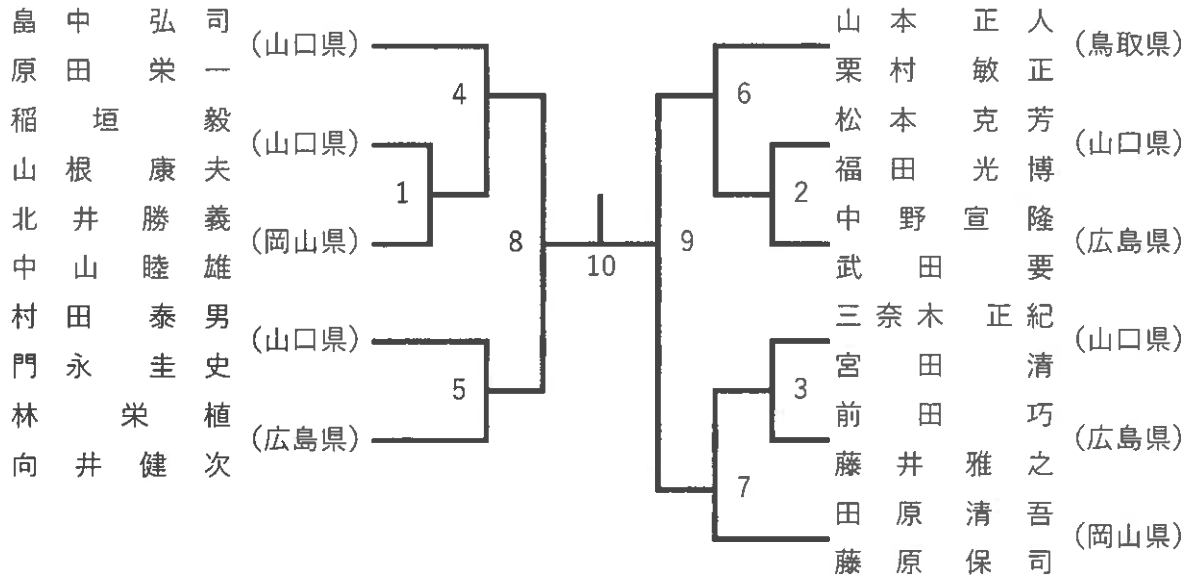 畠中弘司
(山口県)
原田栄一
4
稲垣毅
(山口県)
山根康夫
1
北井勝義
(岡山県)
中山睦雄
8
村田泰男
(山口県)
門永圭史
5
林栄植
(広島県)
向井健次
10
山本正人
(鳥取県)
栗村敏正
6
松本克芳
(山口県)
福田光博
2
中野宣隆
(広島県)
武田要
9
三奈木正紀
(山口県)
宮田清
3
前田巧
(広島県)
藤井雅之
7
田原清吾
(岡山県)
藤原保司